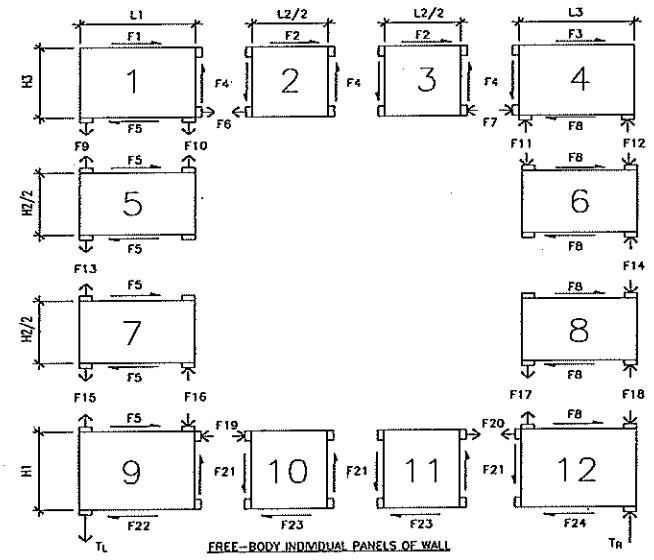 L1 L2/2 L2/2 L3
F1 F2 F2 F3
H3 1 F4 2 F4 3 F4 4
F5 F6 F7 F8
F9 F10 F11 F12
F5 F8
H2/2 5 6
F5 F8
F13 F14
F5 F8
H2/2 7 8
F5 F8
F15 F16 F17 F18
F5 F19 F20 F8
H1 9 F21 10 F21 11 F21 12
F22 F23 F23 F24
TL TR
FREE-BODY INDIVIDUAL PANELS OF WALL